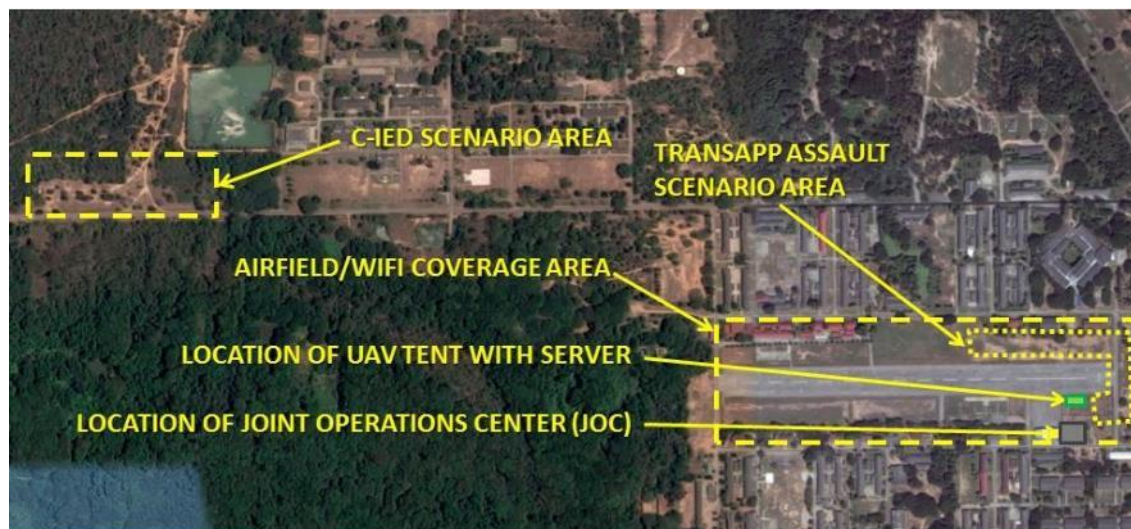 C-IED SCENARIO AREA
TRANSAPP ASSAULT
SCENARIO AREA
AIRFIELD/WIFI COVERAGE AREA
LOCATION OF UAV TENT WITH SERVER
LOCATION OF JOINT OPERATIONS CENTER (JOC)